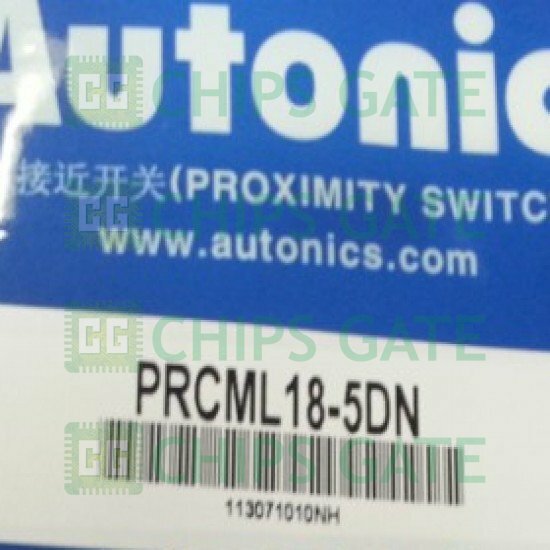 Autonic
接近开关(PROXIMITY SWITC
www.autonics.com
PRCML18-5DN
113071010NH
CHIPS GATE
CHIPS GATE
CHIPS GATE
CHIPS GATE